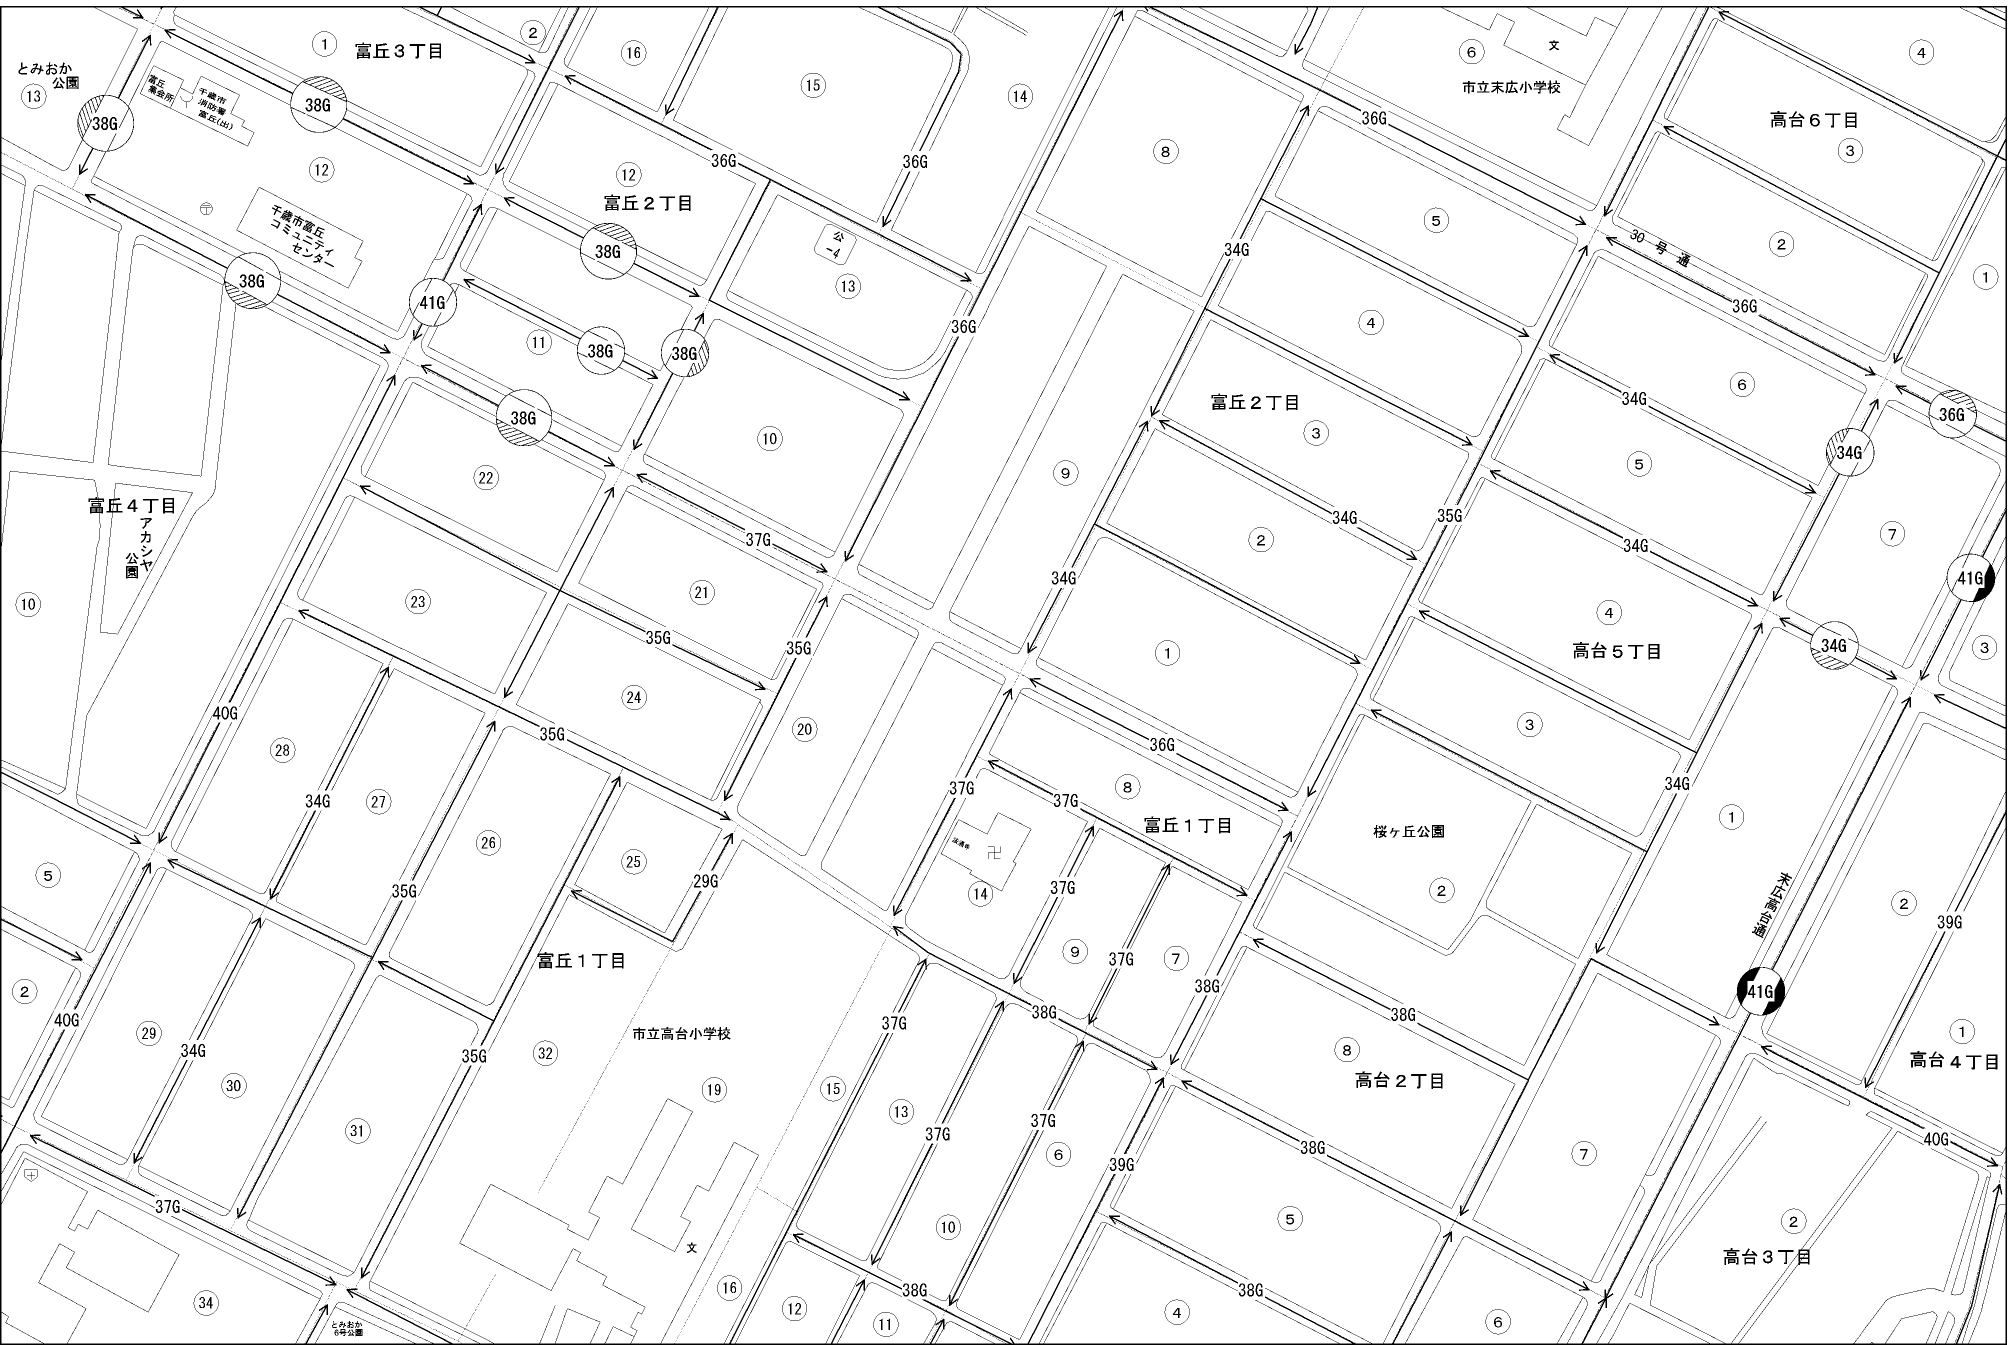 ② 
① 富丘３丁目
⑯
⑮
⑭
⑥ 文
市立末広小学校
④
とみおか
公園
⑬
富丘
集会所
千歳市
消防署
富丘(出)
38G
38G
高台６丁目
③
36G
⑧
⑫
⑫
富丘２丁目
36G
36G
千歳市富丘
コミュニティ
センター
公
-4
⑬
⑤
30 号 通
②
①
38G
38G
34G
41G
36G
④
36G
⑪
38G
38G
⑥
34G
36G
38G
⑩
富丘２丁目
③
34G
⑤
22
⑨
富丘４丁目
アカシヤ
公園
37G
34G
35G
②
34G
⑦
41G
⑩
23
21
34G
④
高台５丁目
35G
35G
①
34G
③
24
40G
28
35G
⑳
36G
③
34G
27
34G
37G
37G
⑧
富丘１丁目
桜ヶ丘公園
①
26
25
29G
⑤
35G
法通寺
卍
⑭
37G
②
末広高台通
②
39G
富丘１丁目
⑨
37G
⑦
②
40G
38G
38G
38G
41G
29
34G
35G
32
市立高台小学校
⑲
37G
⑧
高台２丁目
①
高台４丁目
30
⑮
⑬
31
37G
37G
⑥
39G
38G
⑦
40G
37G
文
⑩
⑤
②
高台３丁目
34
とみおか
6号公園
⑯
⑫
38G
⑪
④
38G
⑥